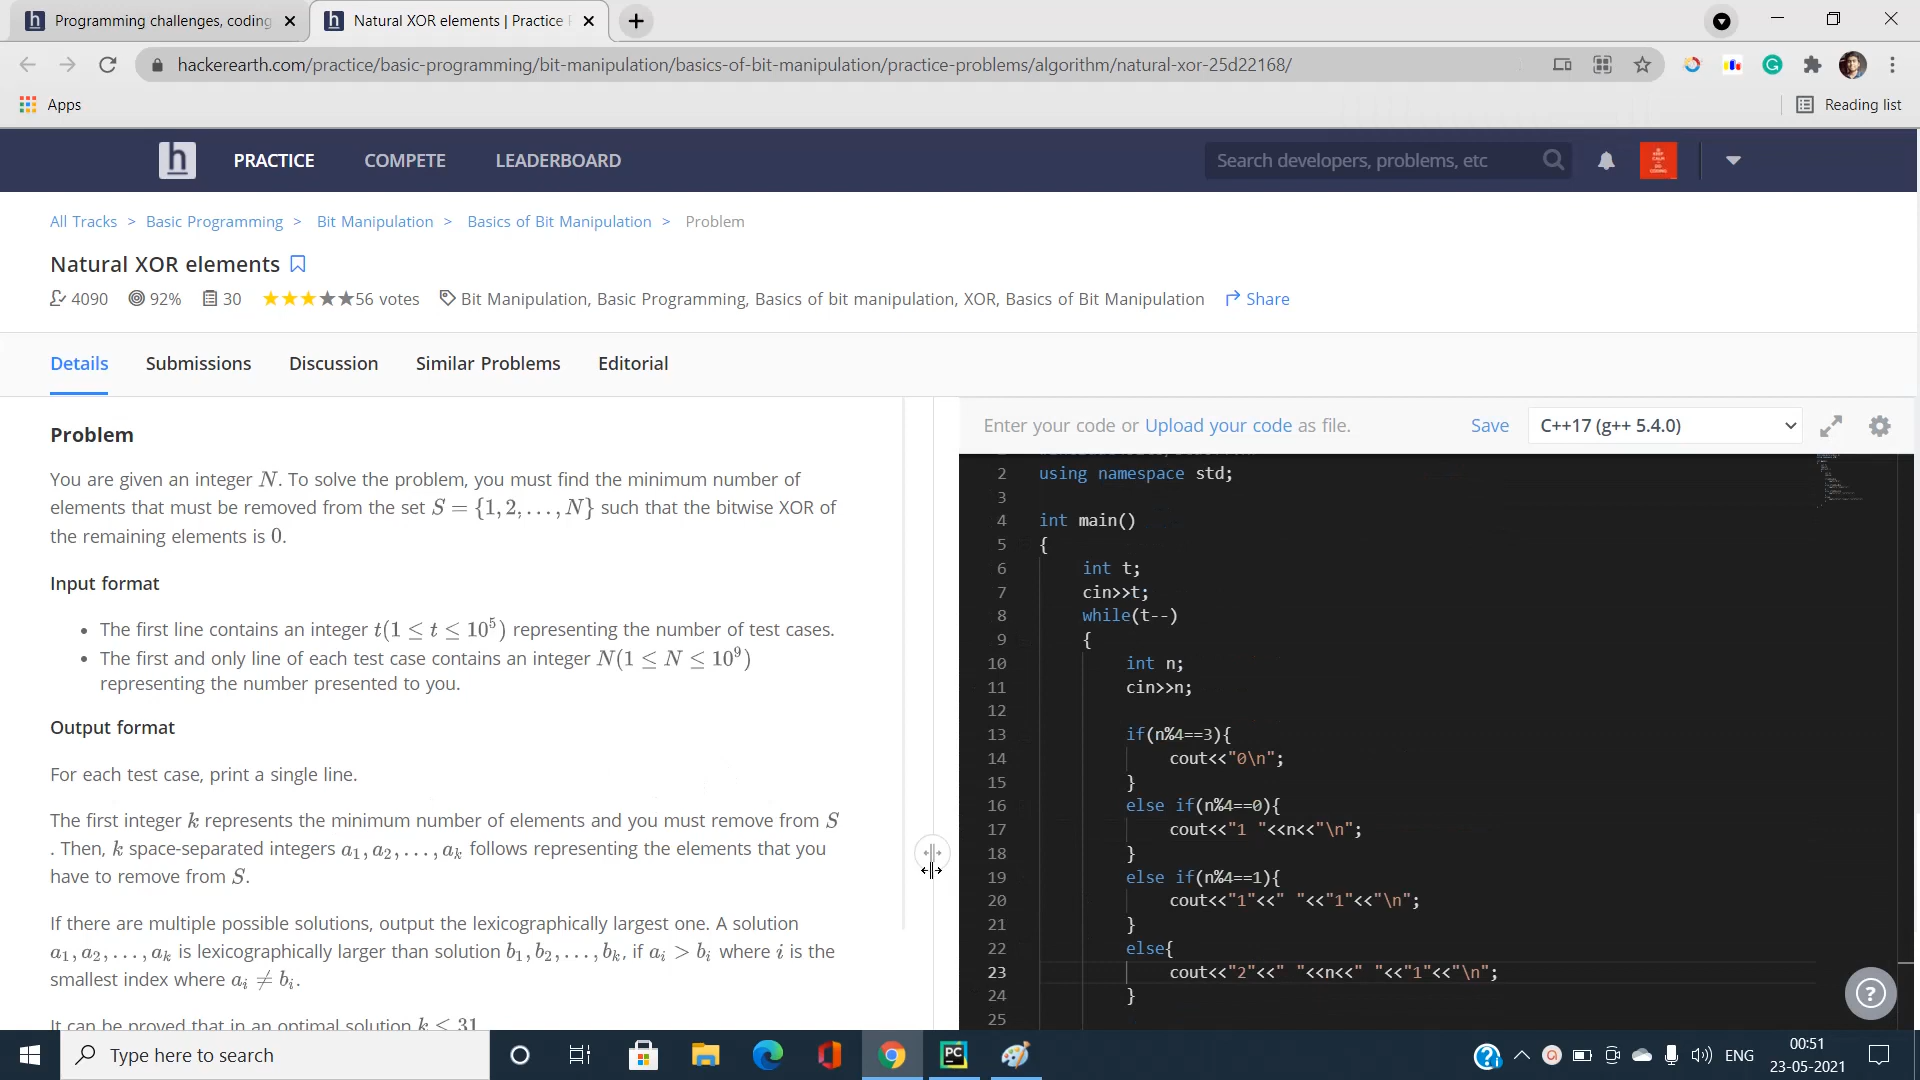 Programming challenges, coding
Natural XOR elements | Practice
hackerearth.com/practice/basic-programming/bit-manipulation/basics-of-bit-manipulation/practice-problems/algorithm/natural-xor-25d22168/
Apps
Reading list
h PRACTICE COMPETE LEADERBOARD
Search developers, problems, etc
All Tracks > Basic Programming > Bit Manipulation > Basics of Bit Manipulation > Problem
Natural XOR elements
4090 92% 30 ★★★★★56 votes Bit Manipulation, Basic Programming, Basics of bit manipulation, XOR, Basics of Bit Manipulation Share
Details Submissions Discussion Similar Problems Editorial
Problem
You are given an integer N. To solve the problem, you must find the minimum number of
elements that must be removed from the set S = {1, 2, . . . , N} such that the bitwise XOR of
the remaining elements is 0.
Input format
• The first line contains an integer t(1 ≤ t ≤ 10⁵) representing the number of test cases.
• The first and only line of each test case contains an integer N(1 ≤ N ≤ 10⁹)
representing the number presented to you.
Output format
For each test case, print a single line.
The first integer k represents the minimum number of elements and you must remove from S
. Then, k space-separated integers a₁, a₂, . . . , aₖ follows representing the elements that you
have to remove from S.
If there are multiple possible solutions, output the lexicographically largest one. A solution
a₁, a₂, . . . , aₖ is lexicographically larger than solution b₁, b₂, . . . , bₖ, if aᵢ > bᵢ where i is the
smallest index where aᵢ ≠ bᵢ.
It can be proved that in an optimal solution k ≤ 31
Enter your code or Upload your code as file. Save C++17 (g++ 5.4.0)
2 using namespace std;
3
4 int main()
5 {
6 int t;
7 cin>>t;
8 while(t--)
9 {
10 int n;
11 cin>>n;
12
13 if(n%4==3){
14 cout<<"0\n";
15 }
16 else if(n%4==0){
17 cout<<"1 "<<n<<"\n";
18 }
19 else if(n%4==1){
20 cout<<"1"<<" "<<"1"<<"\n";
21 }
22 else{
23 cout<<"2"<<" "<<n<<" "<<"1"<<"\n";
24 }
25
Type here to search
PC
ENG
00:51
23-05-2021